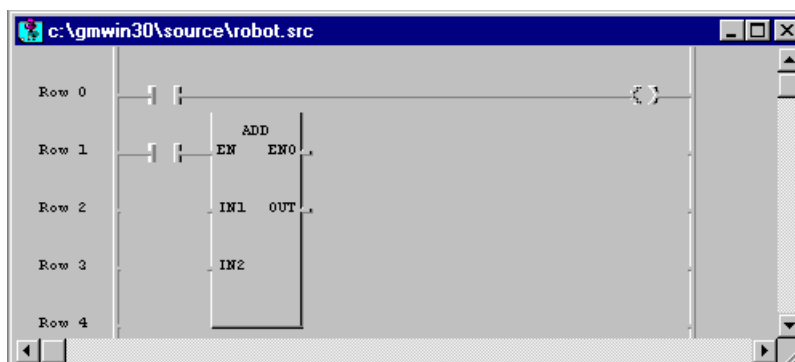 c:\gmwin30\source\robot.src
Row 0
ADD
Row 1 EN ENO
Row 2 IN1 OUT
Row 3 IN2
Row 4